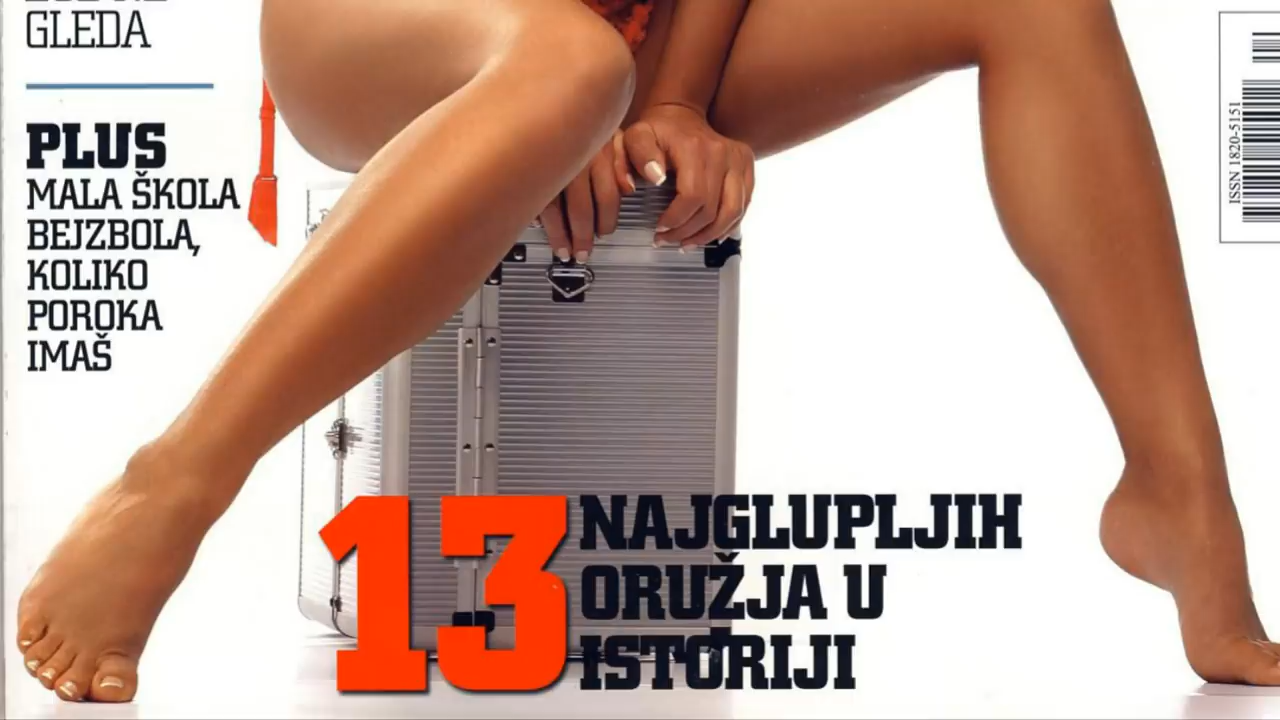 GLEDA
PLUS
MALA ŠKOLA
BEJZBOLA,
KOLIKO
POROKA
IMAŠ
13 NAJGLUPLJIH
ORUŽJA U
ISTORIJI
ISSN 1820-5151